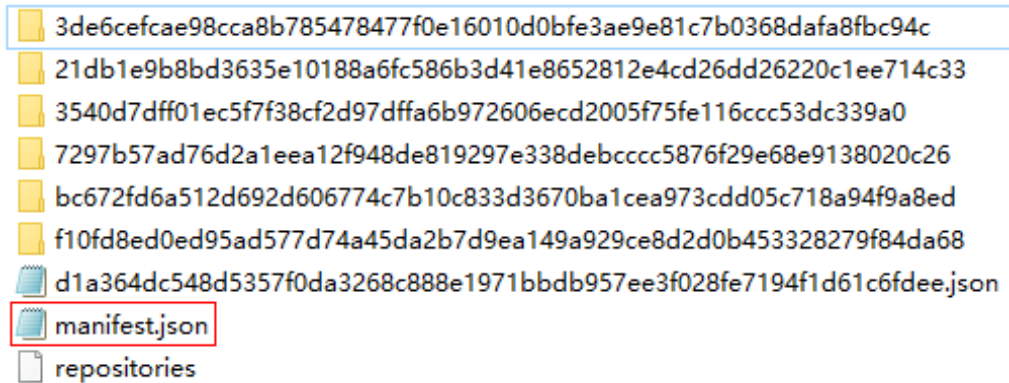 3de6cefcae98cca8b785478477f0e16010d0bfe3ae9e81c7b0368dafa8fbc94c
21db1e9b8bd3635e10188a6fc586b3d41e8652812e4cd26dd26220c1ee714c33
3540d7dff01ec5f7f38cf2d97dffa6b972606ecd2005f75fe116ccc53dc339a0
7297b57ad76d2a1eea12f948de819297e338debcccc5876f29e68e9138020c26
bc672fd6a512d692d606774c7b10c833d3670ba1cea973cdd05c718a94f9a8ed
f10fd8ed0ed95ad577d74a45da2b7d9ea149a929ce8d2d0b453328279f84da68
d1a364dc548d5357f0da3268c888e1971bbdb957ee3f028fe7194f1d61c6fdee.json
manifest.json
repositories